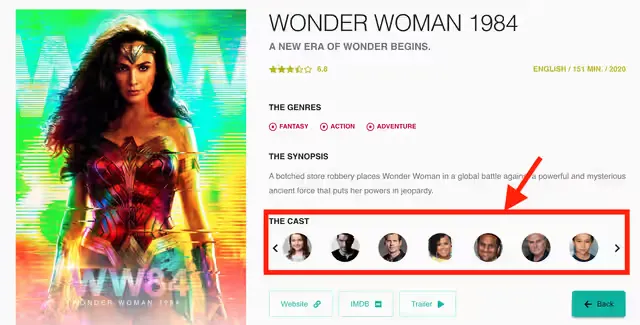 WW84
WONDER WOMAN 1984
WONDER WOMAN 1984
A NEW ERA OF WONDER BEGINS.
6.8
ENGLISH / 151 MIN. / 2020
THE GENRES
FANTASY ACTION ADVENTURE
THE SYNOPSIS
A botched store robbery places Wonder Woman in a global battle against a powerful and mysterious
ancient force that puts her powers in jeopardy.
THE CAST
Website IMDB Trailer Back